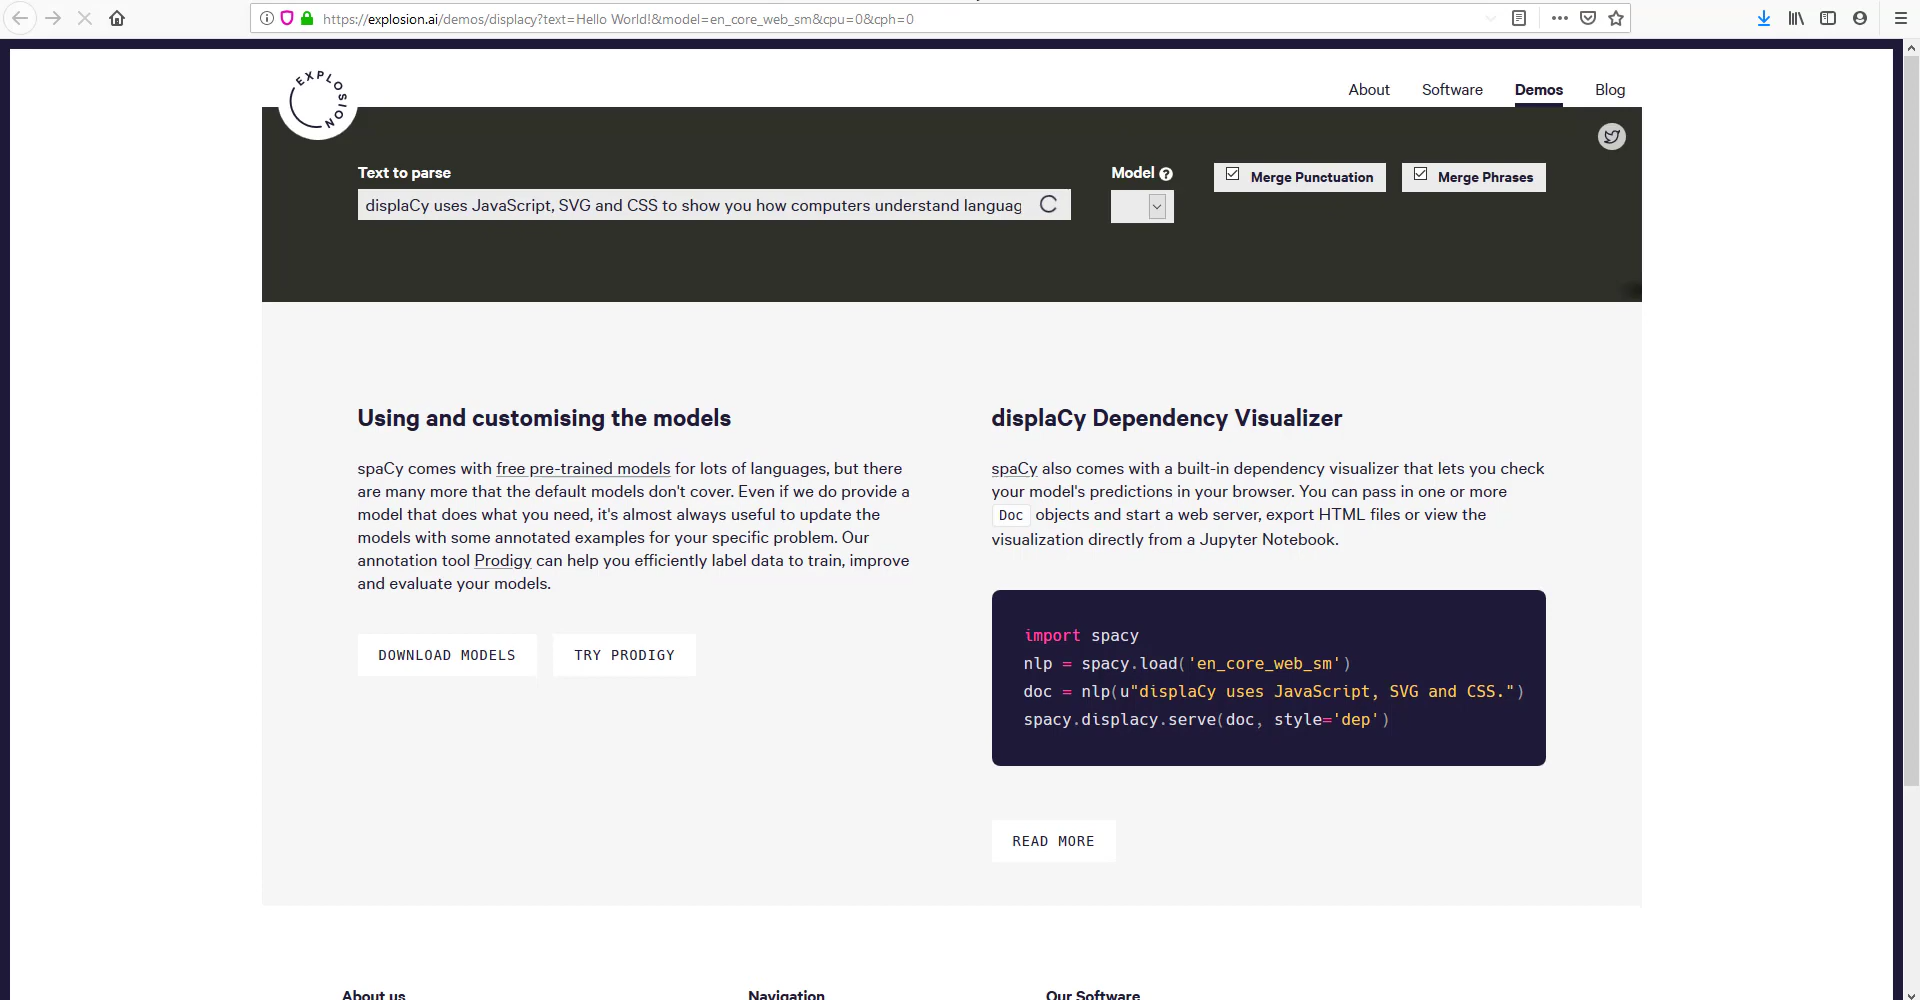 https://explosion.ai/demos/displacy?text=Hello World!&model=en_core_web_sm&cpu=0&cph=0
EXPLOSION
About
Software
Demos
Blog
Text to parse
Model ?
Merge Punctuation
Merge Phrases
displaCy uses JavaScript, SVG and CSS to show you how computers understand languag
Using and customising the models
spaCy comes with free pre-trained models for lots of languages, but there
are many more that the default models don't cover. Even if we do provide a
model that does what you need, it's almost always useful to update the
models with some annotated examples for your specific problem. Our
annotation tool Prodigy can help you efficiently label data to train, improve
and evaluate your models.
DOWNLOAD MODELS
TRY PRODIGY
displaCy Dependency Visualizer
spaCy also comes with a built-in dependency visualizer that lets you check
your model's predictions in your browser. You can pass in one or more
Doc objects and start a web server, export HTML files or view the
visualization directly from a Jupyter Notebook.
import spacy
nlp = spacy.load('en_core_web_sm')
doc = nlp(u"displaCy uses JavaScript, SVG and CSS.")
spacy.displacy.serve(doc, style='dep')
READ MORE
About us
Navigation
Our Software